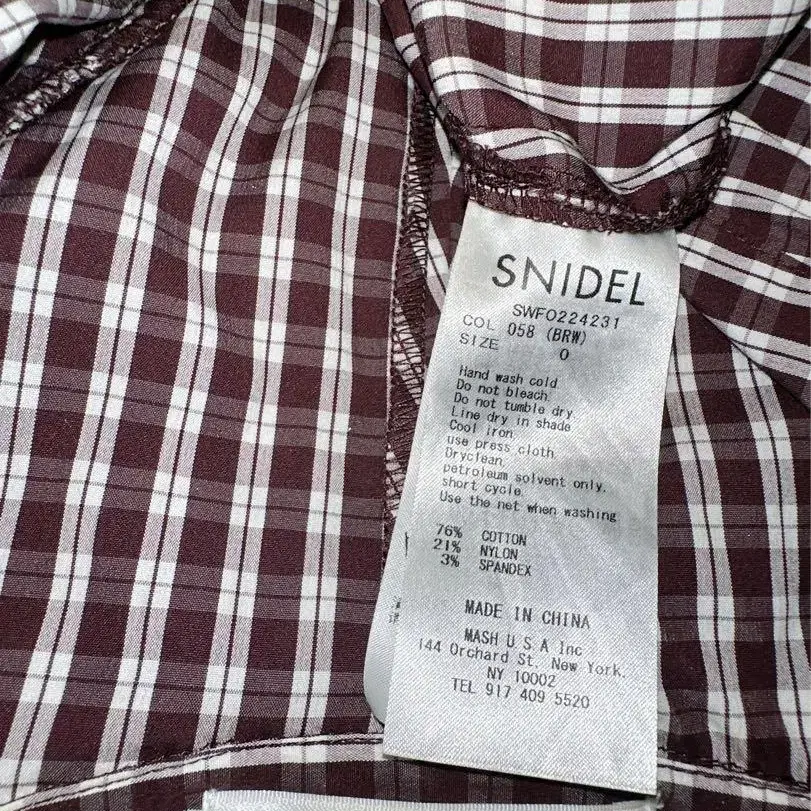 SNIDEL
SWFO224231
COL 058 (BRW)
SIZE 0
Hand wash cold
Do not bleach.
Do not tumble dry.
Line dry in shade
Cool iron
use press cloth
Dryclean.
petroleum solvent only.
short cycle.
Use the net when washing
76% COTTON
21% NYLON
3% SPANDEX
MADE IN CHINA
MASH U S A Inc
144 Orchard St. New York.
NY 10002
TEL 917 409 5520